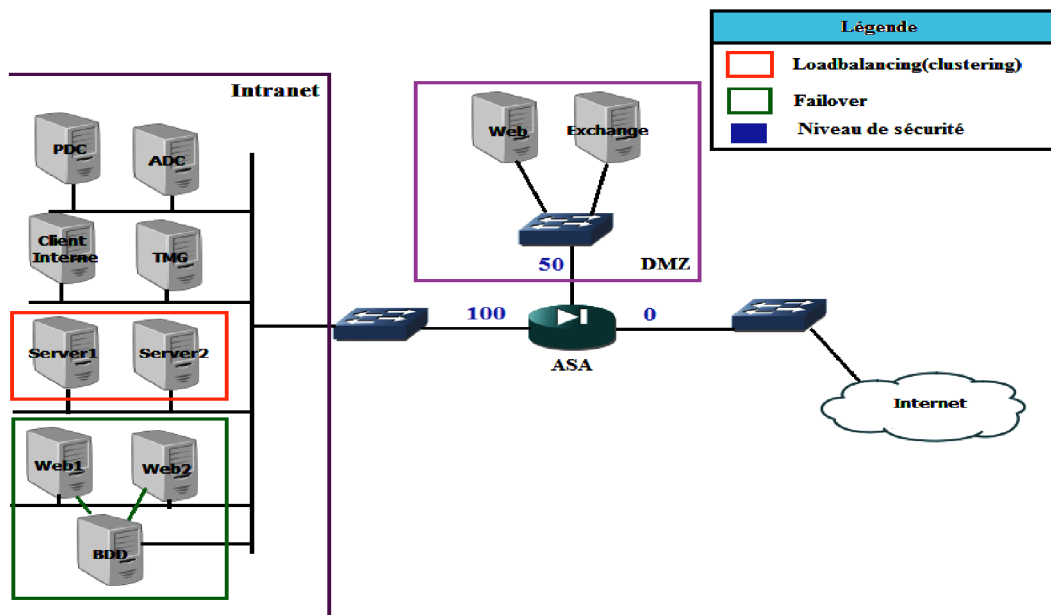 Légende
Loadbalancing(clustering)
Failover
Niveau de sécurité
Intranet
PDC
ADC
Client
Interne
TMG
Server1
Server2
Web1
Web2
BDD
Web
Exchange
50
DMZ
100
0
ASA
Internet